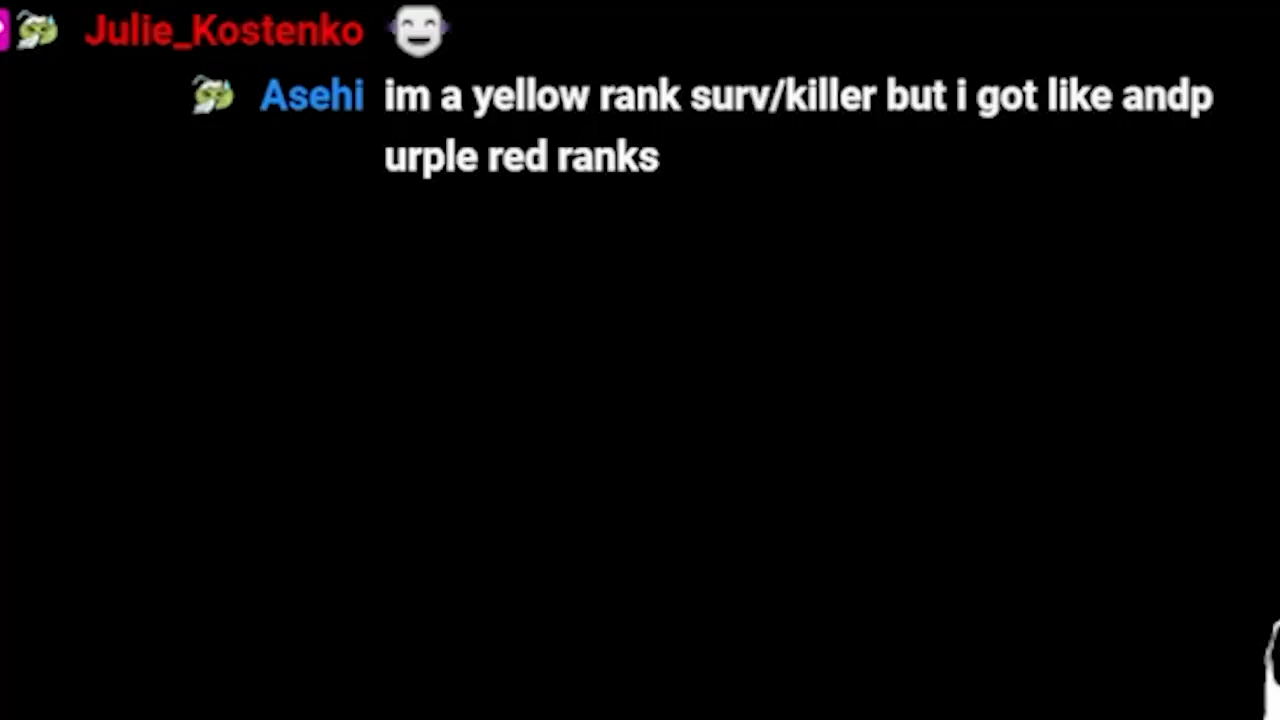 Julie_Kostenko
Asehi im a yellow rank surv/killer but i got like andp
urple red ranks